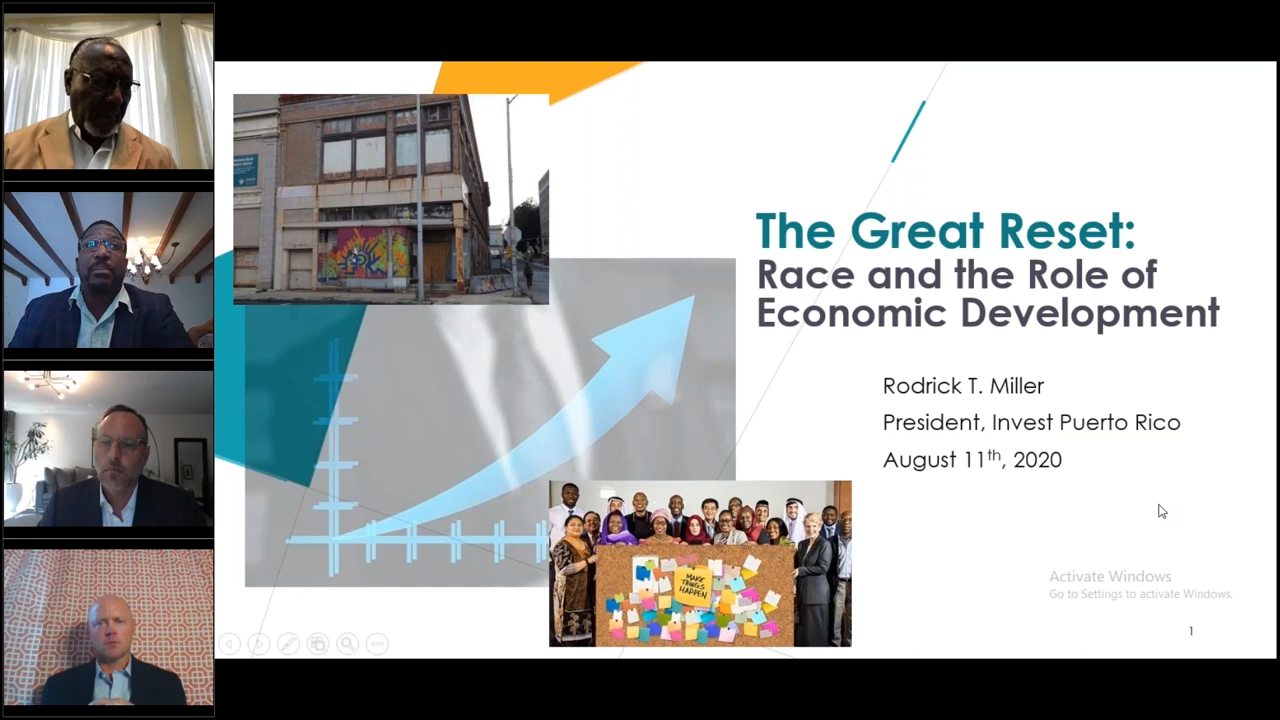 The Great Reset:
Race and the Role of
Economic Development
Rodrick T. Miller
President, Invest Puerto Rico
August 11th, 2020
MAKE
THINGS
HAPPEN
Activate Windows
Go to Settings to activate Windows.
1